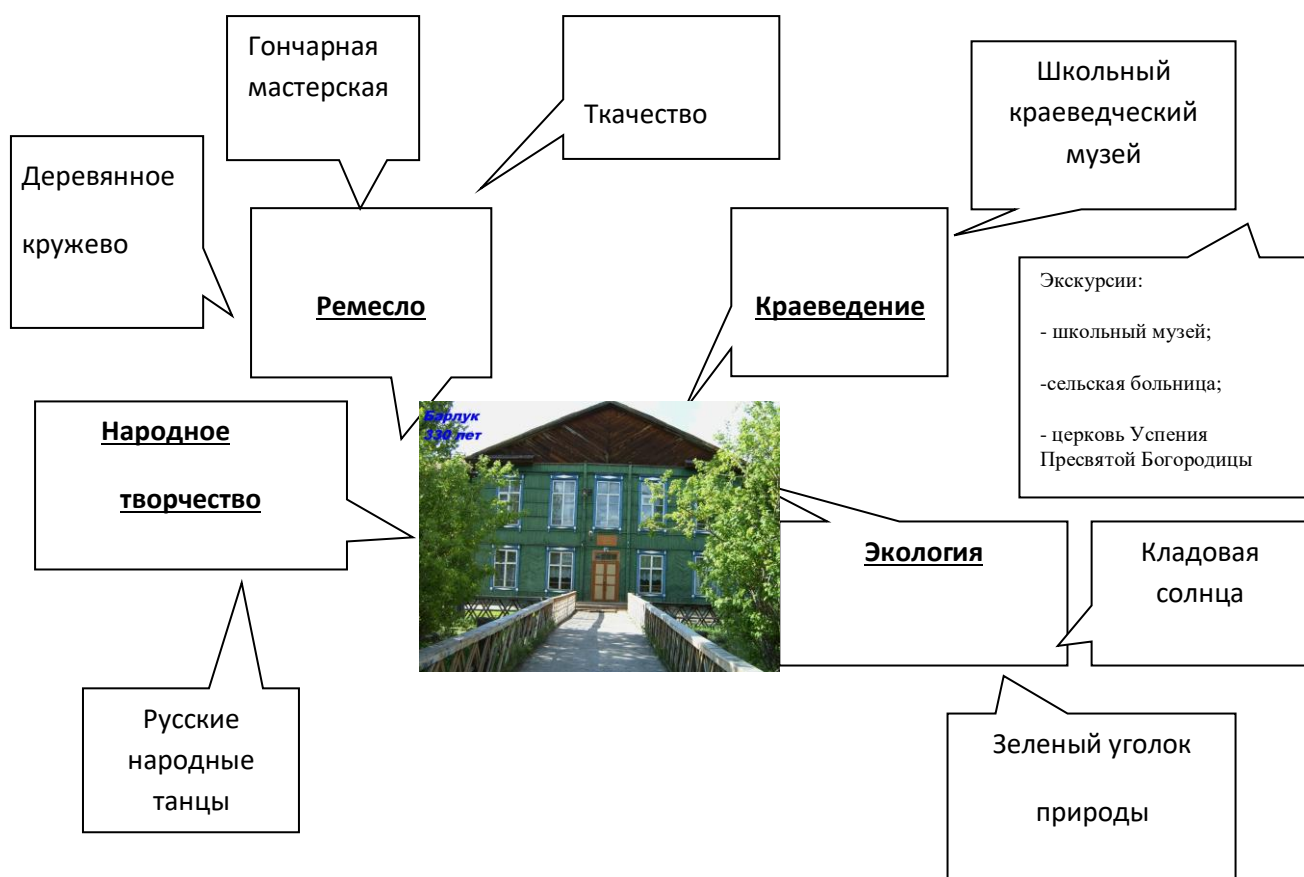 Гончарная
мастерская
Ткачество
Школьный
краеведческий
музей
Деревянное
кружево
Ремесло
Краеведение
Экскурсии:
- школьный музей;
-сельская больница;
- церковь Успения
Пресвятой Богородицы
Народное
творчество
Барлук
330 лет
Экология
Кладовая
солнца
Русские
народные
танцы
Зеленый уголок
природы